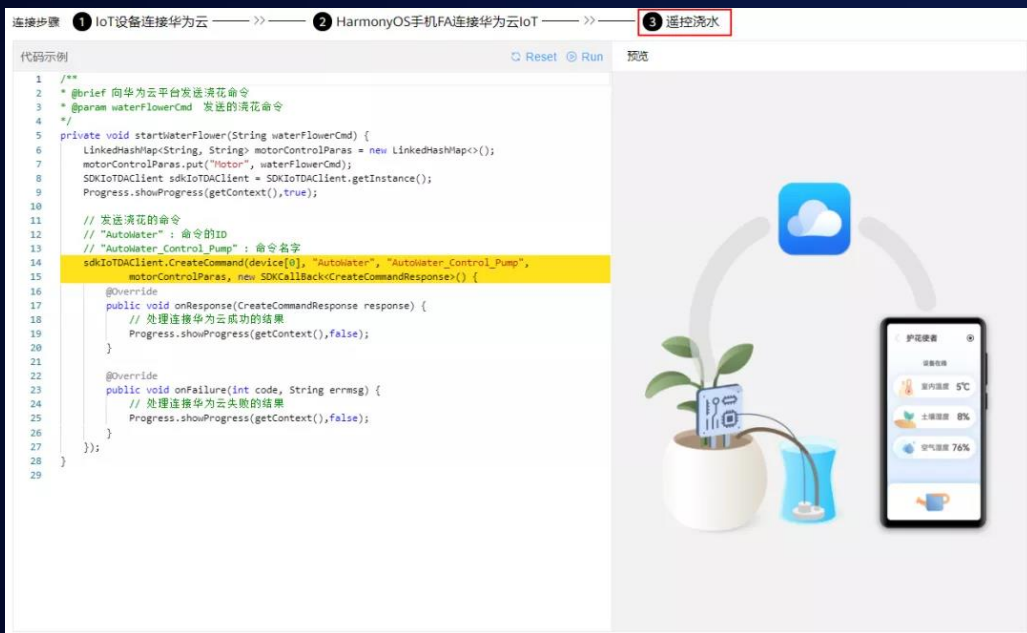 连接步骤 1 IoT设备连接华为云 2 HarmonyOS手机FA连接华为云IoT 3 遥控浇水
代码示例 Reset Run 预览
1 /**
2 * @brief 向华为云平台发送浇花命令
3 * @param waterFlowerCmd 发送的浇花命令
4 */
5 private void startWaterFlower(String waterFlowerCmd) {
6 LinkedHashMap<String, String> motorControlParas = new LinkedHashMap<>();
7 motorControlParas.put("Motor", waterFlowerCmd);
8 SDKIoTDAClient sdkIoTDAClient = SDKIoTDAClient.getInstance();
9 Progress.showProgress(getContext(),true);
10
11 // 发送浇花的命令
12 // "AutoWater" : 命令的ID
13 // "AutoWater_Control_Pump" : 命令名字
14 sdkIoTDAClient.CreateCommand(device[0], "AutoWater", "AutoWater_Control_Pump",
15 motorControlParas, new SDKCallBack<CreateCommandResponse>() {
16 @Override
17 public void onResponse(CreateCommandResponse response) {
18 // 处理连接华为云成功的结果
19 Progress.showProgress(getContext(),false);
20 }
21
22 @Override
23 public void onFailure(int code, String errmsg) {
24 // 处理连接华为云失败的结果
25 Progress.showProgress(getContext(),false);
26 }
27 });
28 }
29
护花使者
设备在线
室内温度 5℃
土壤湿度 8%
空气湿度 76%